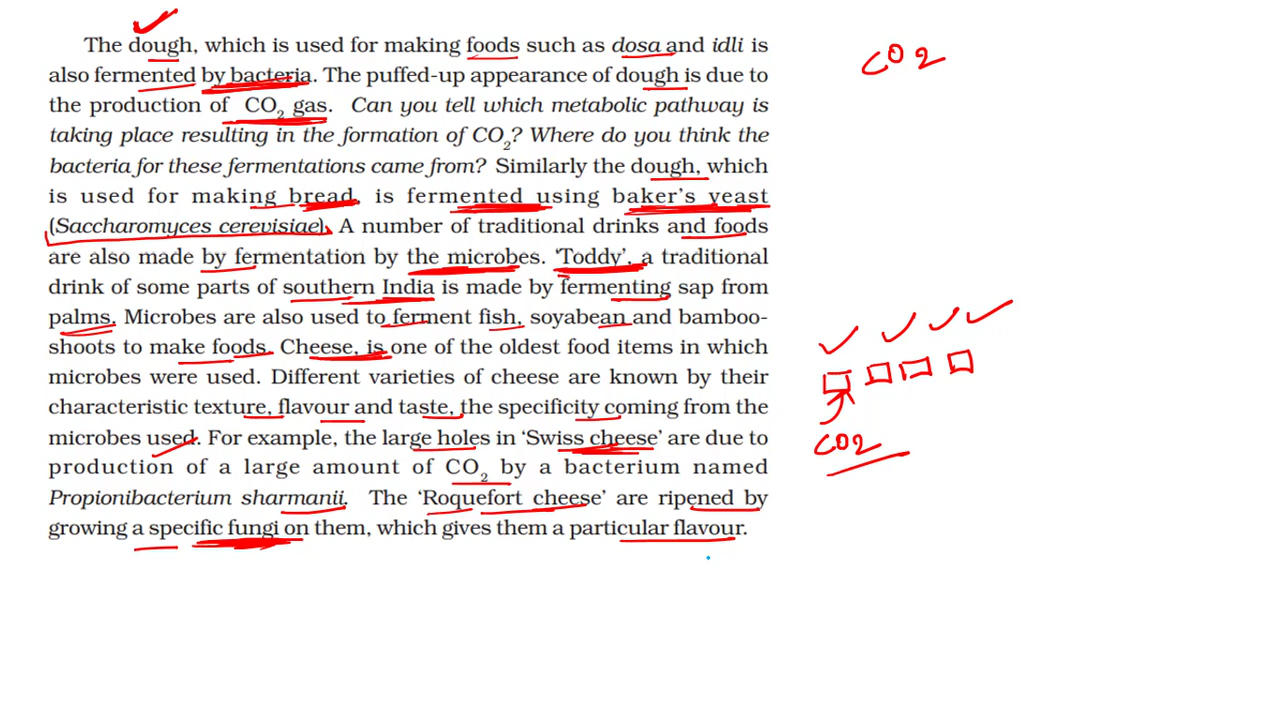 The dough, which is used for making foods such as dosa and idli is
also fermented by bacteria. The puffed-up appearance of dough is due to
the production of CO₂ gas. Can you tell which metabolic pathway is
taking place resulting in the formation of CO₂? Where do you think the
bacteria for these fermentations came from? Similarly the dough, which
is used for making bread, is fermented using baker's yeast
(Saccharomyces cerevisiae). A number of traditional drinks and foods
are also made by fermentation by the microbes. 'Toddy', a traditional
drink of some parts of southern India is made by fermenting sap from
palms. Microbes are also used to ferment fish, soyabean and bamboo-
shoots to make foods. Cheese, is one of the oldest food items in which
microbes were used. Different varieties of cheese are known by their
characteristic texture, flavour and taste, the specificity coming from the
microbes used. For example, the large holes in 'Swiss cheese' are due to
production of a large amount of CO₂ by a bacterium named
Propionibacterium sharmanii. The 'Roquefort cheese' are ripened by
growing a specific fungi on them, which gives them a particular flavour.
CO2
CO2